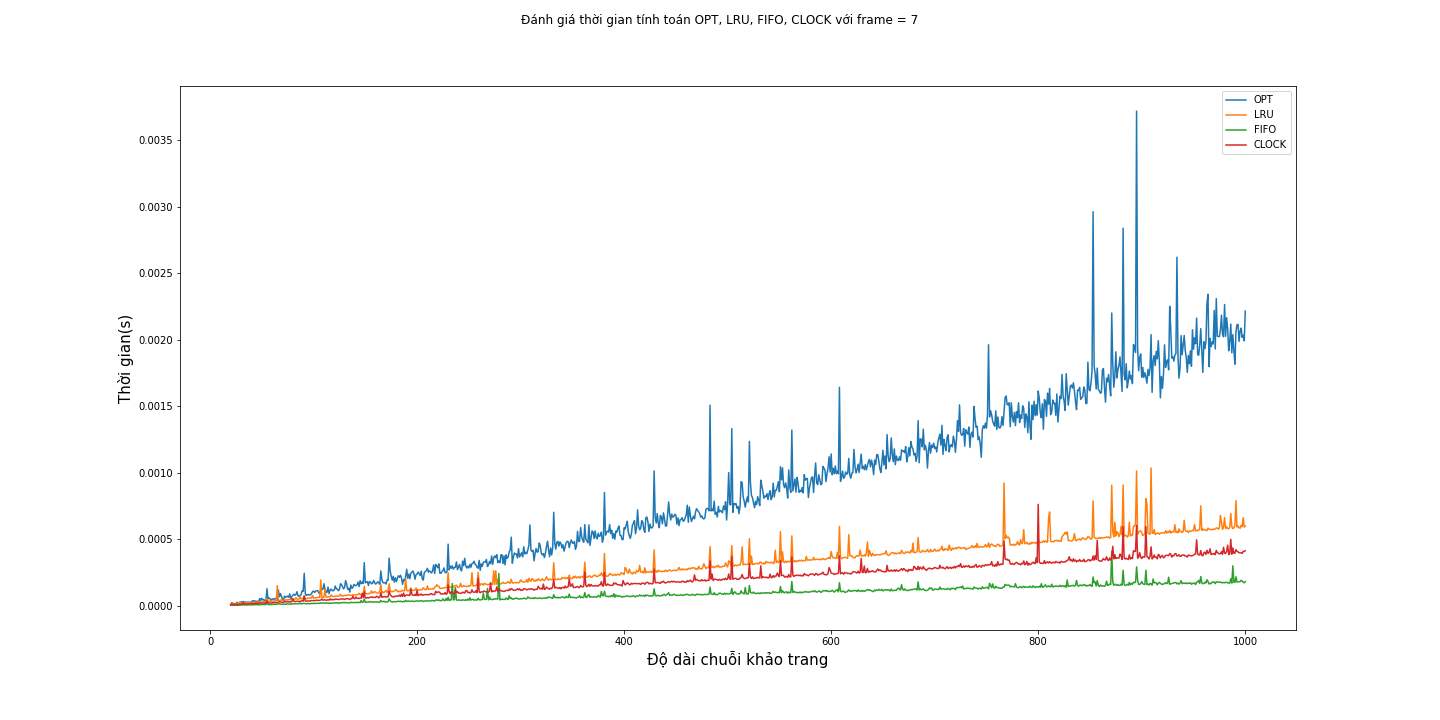 Đánh giá thời gian tính toán OPT, LRU, FIFO, CLOCK với frame = 7
OPT
LRU
FIFO
CLOCK
Thời gian(s)
0.0035
0.0030
0.0025
0.0020
0.0015
0.0010
0.0005
0.0000
0 200 400 600 800 1000
Độ dài chuỗi khảo trang